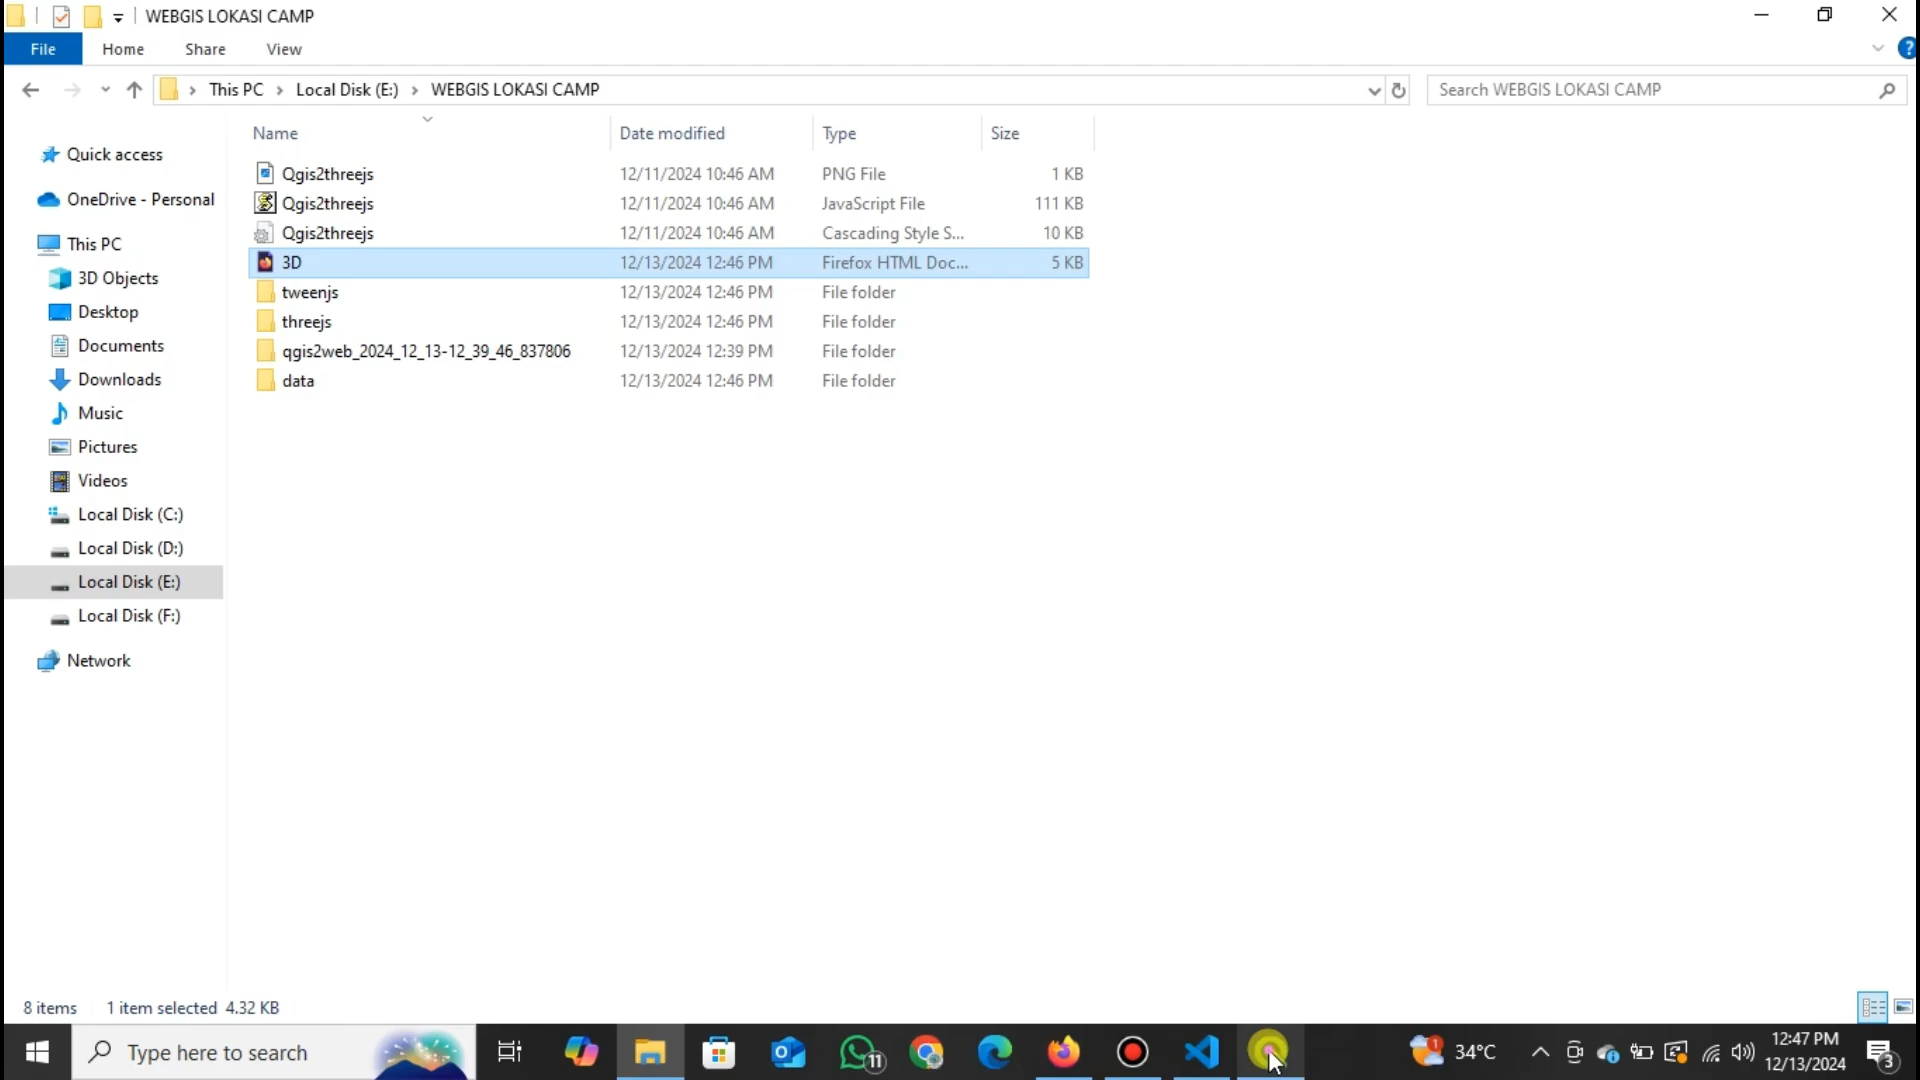 WEBGIS LOKASI CAMP
File Home Share View
This PC Local Disk (E:) WEBGIS LOKASI CAMP
Search WEBGIS LOKASI CAMP
Name Date modified Type Size
Qgis2threejs 12/11/2024 10:46 AM PNG File 1 KB
Qgis2threejs 12/11/2024 10:46 AM JavaScript File 111 KB
Qgis2threejs 12/11/2024 10:46 AM Cascading Style S... 10 KB
3D 12/13/2024 12:46 PM Firefox HTML Doc... 5 KB
tweenjs 12/13/2024 12:46 PM File folder
threejs 12/13/2024 12:46 PM File folder
qgis2web_2024_12_13-12_39_46_837806 12/13/2024 12:39 PM File folder
data 12/13/2024 12:46 PM File folder
Quick access
OneDrive - Personal
This PC
3D Objects
Desktop
Documents
Downloads
Music
Pictures
Videos
Local Disk (C:)
Local Disk (D:)
Local Disk (E:)
Local Disk (F:)
Network
8 items 1 item selected 4.32 KB
Type here to search
11
1
34°C
12:47 PM
12/13/2024
3